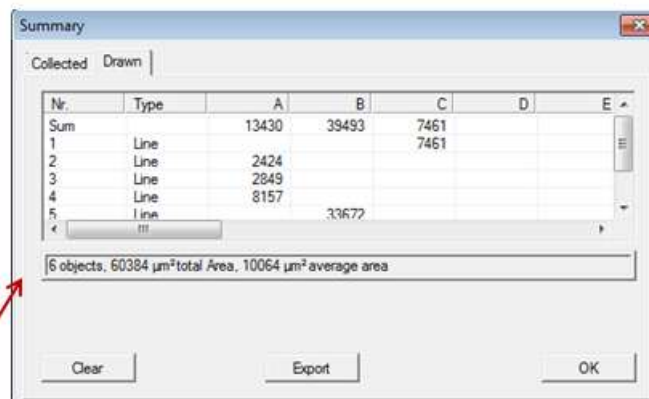 Summary
Collected Drawn
Nr. Type A B C D E
Sum 13430 39493 7461
1 Line 7461
2 Line 2424
3 Line 2849
4 Line 8157
5 Line 33672
6 objects, 60384 µm² total Area, 10064 µm² average area
Clear Export OK